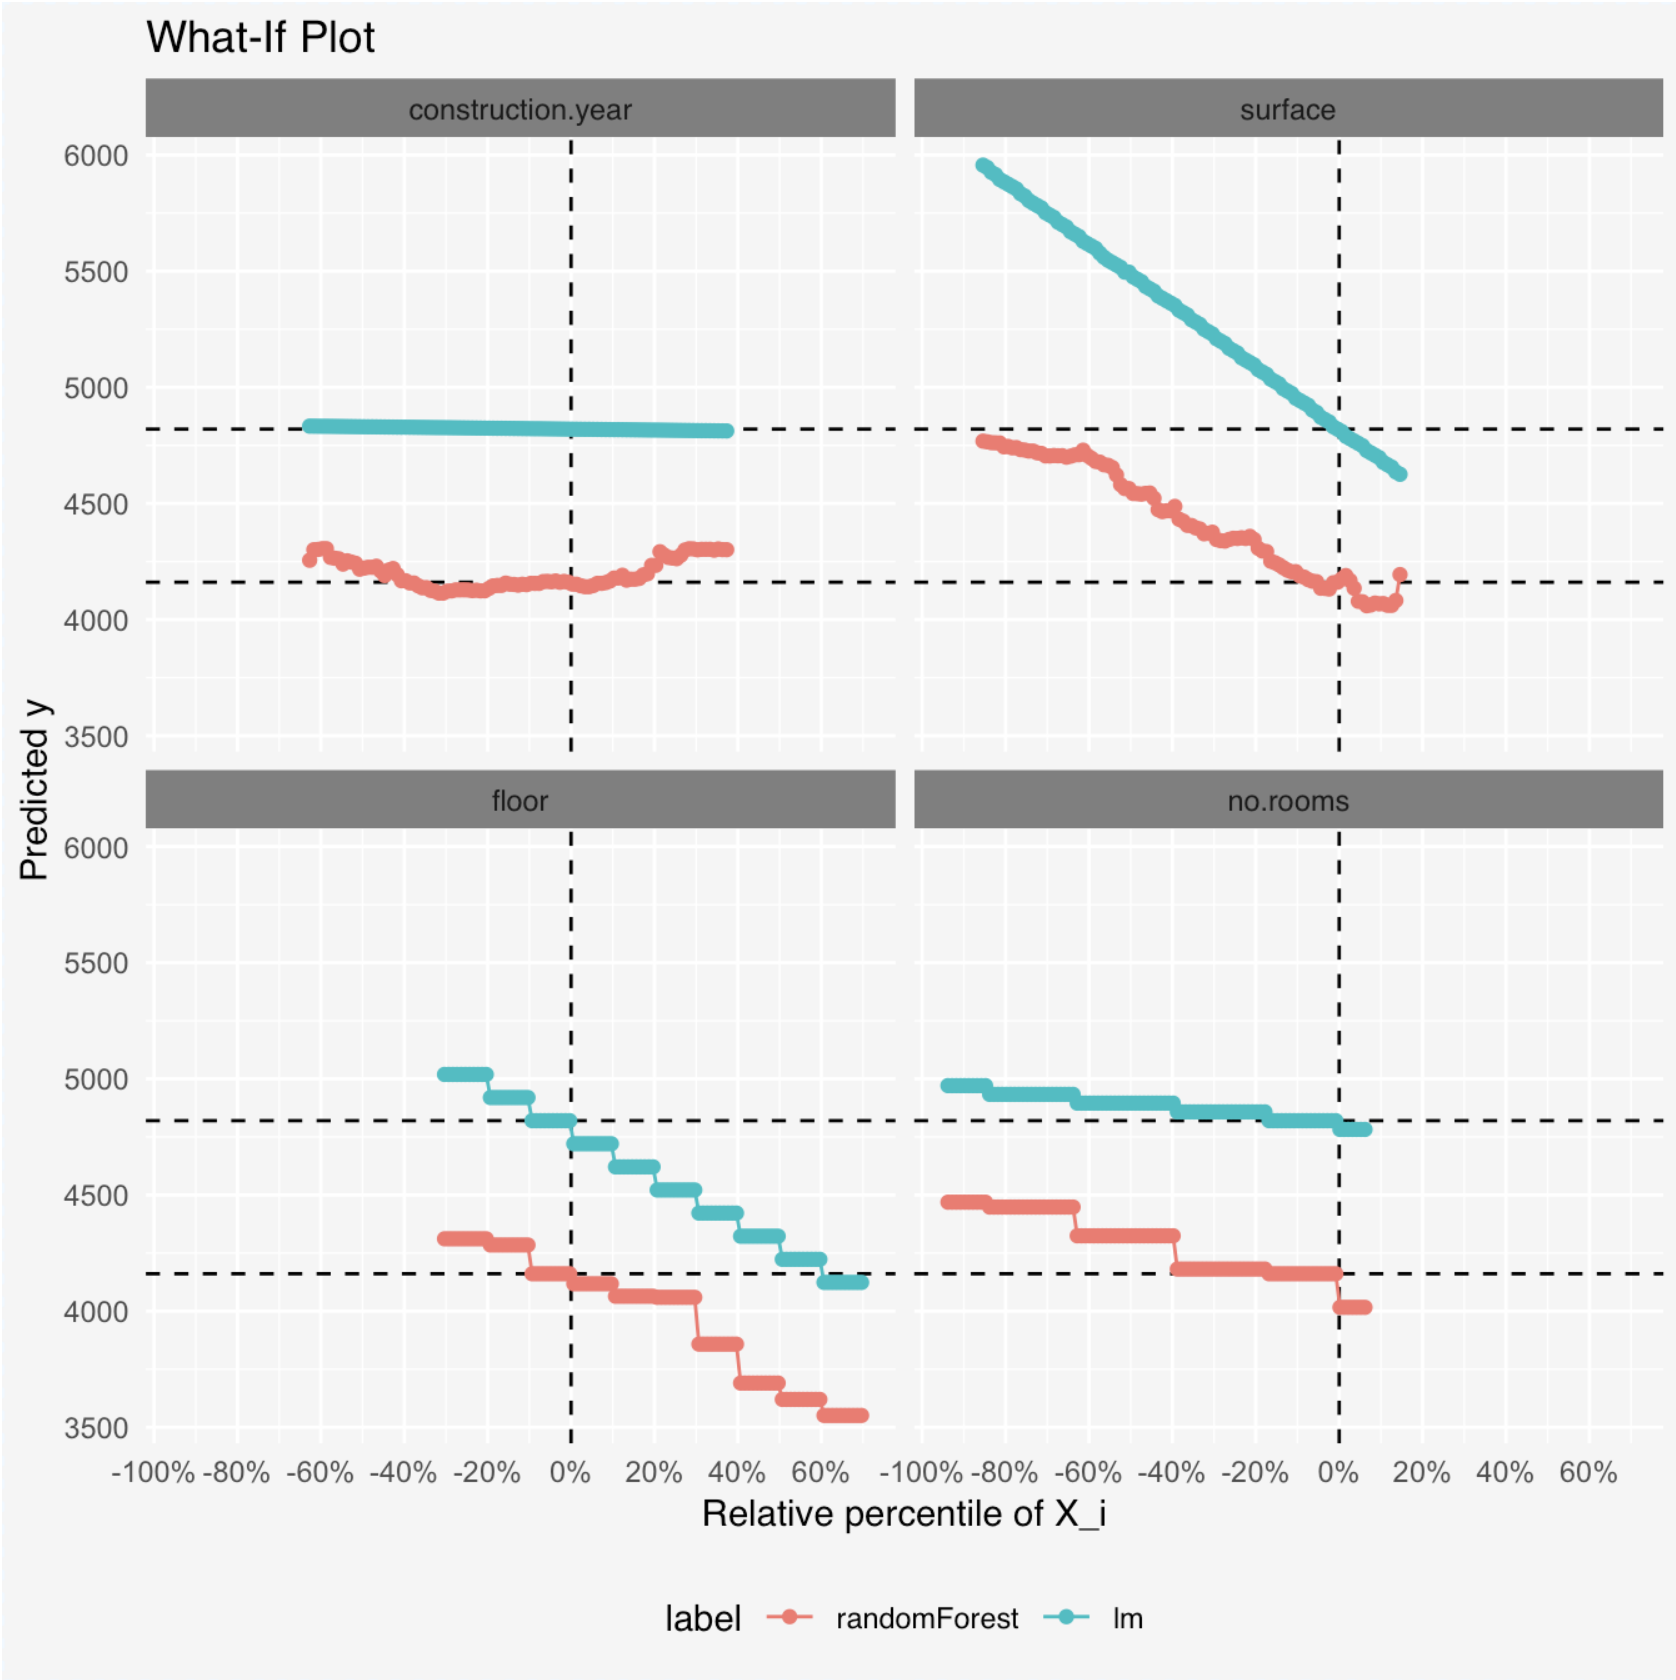 What-If Plot
construction.year
surface
6000
5500
5000
4500
4000
3500
floor
no.rooms
6000
5500
5000
4500
4000
3500
Predicted y
-100% -80% -60% -40% -20% 0% 20% 40% 60%
-100% -80% -60% -40% -20% 0% 20% 40% 60%
Relative percentile of X_i
label randomForest lm